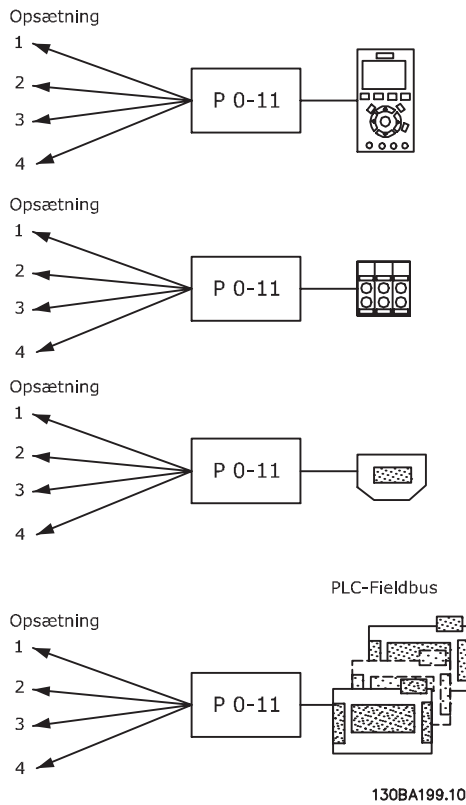 Opsætning
1
2
3
4
P 0-11
Opsætning
1
2
3
4
P 0-11
Opsætning
1
2
3
4
P 0-11
PLC-Fieldbus
Opsætning
1
2
3
4
P 0-11
130BA199.10